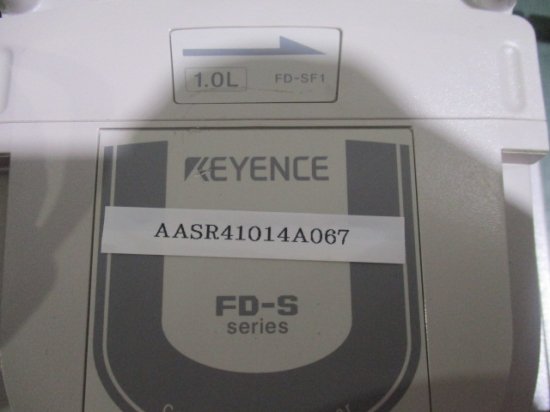 1.0L FD-SF1
KEYENCE
AASR41014A067
FD-S
series